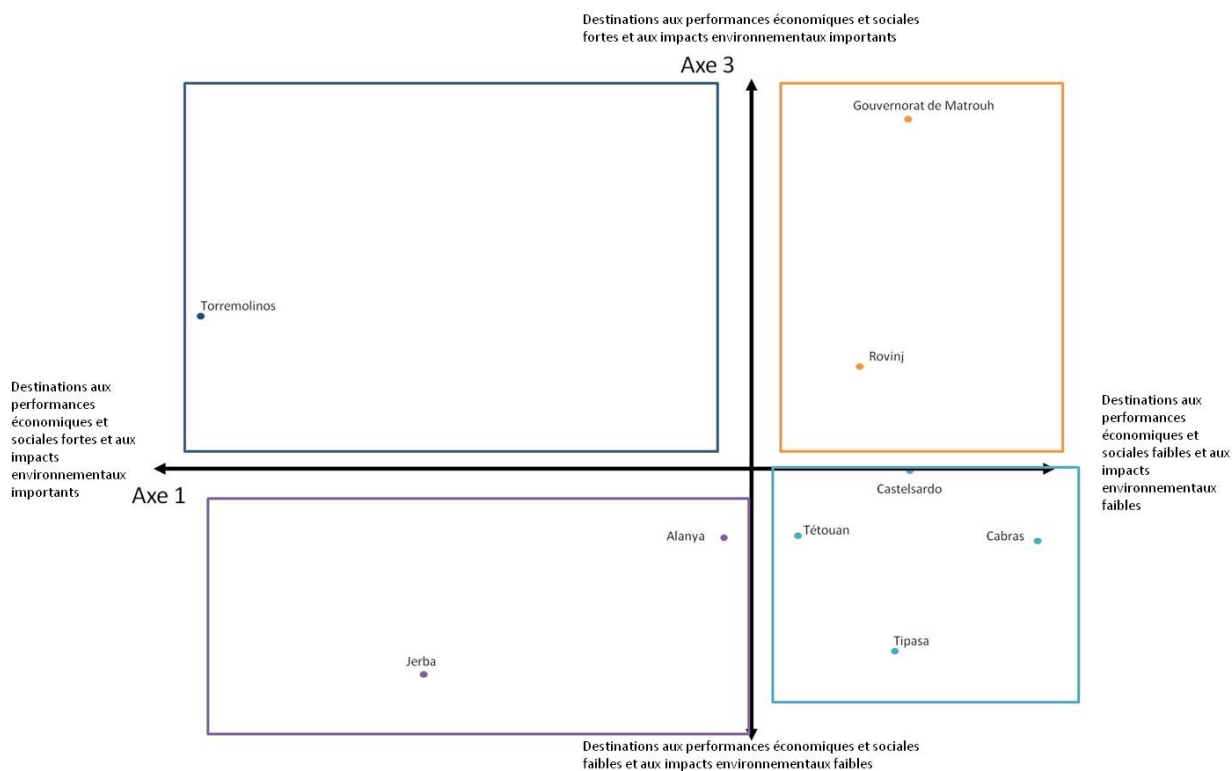 Destinations aux performances économiques et sociales
fortes et aux impacts environnementaux importants
Axe 3
Gouvernorat de Matrouh
Torremolinos
Rovinj
Destinations aux
performances
économiques et
sociales fortes et aux
impacts
environnementaux
importants
Destinations aux
performances
économiques et
sociales faibles et aux
impacts
environnementaux
faibles
Axe 1
Castelsardo
Alanya
Tétouan
Cabras
Tipasa
Jerba
Destinations aux performances économiques et sociales
faibles et aux impacts environnementaux faibles